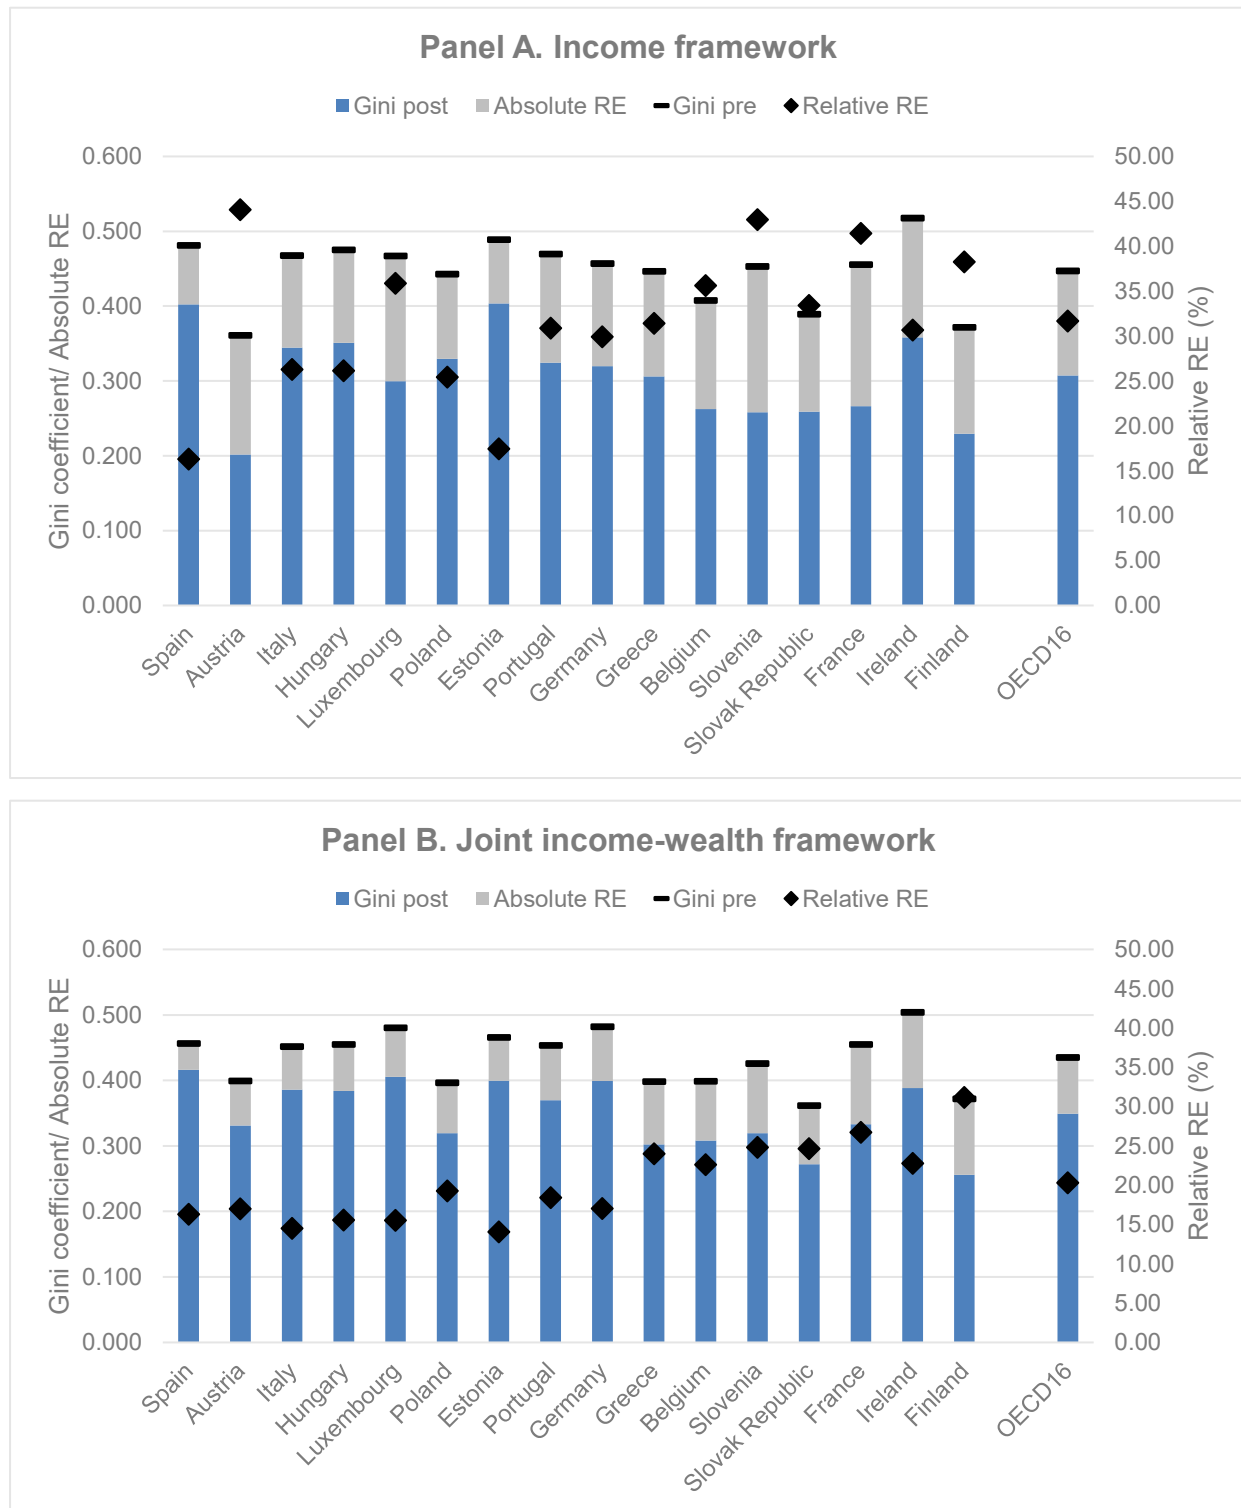 Panel A. Income framework
Gini post Absolute RE Gini pre Relative RE
Gini coefficient/ Absolute RE
0.600
0.500
0.400
0.300
0.200
0.100
0.000
50.00
45.00
40.00
35.00
30.00
25.00
20.00
15.00
10.00
5.00
0.00
Relative RE (%)
Spain
Austria
Italy
Hungary
Luxembourg
Poland
Estonia
Portugal
Germany
Greece
Belgium
Slovenia
Slovak Republic
France
Ireland
Finland
OECD16
Panel B. Joint income-wealth framework
Gini post Absolute RE Gini pre Relative RE
Gini coefficient/ Absolute RE
0.600
0.500
0.400
0.300
0.200
0.100
0.000
50.00
45.00
40.00
35.00
30.00
25.00
20.00
15.00
10.00
5.00
0.00
Relative RE (%)
Spain
Austria
Italy
Hungary
Luxembourg
Poland
Estonia
Portugal
Germany
Greece
Belgium
Slovenia
Slovak Republic
France
Ireland
Finland
OECD16